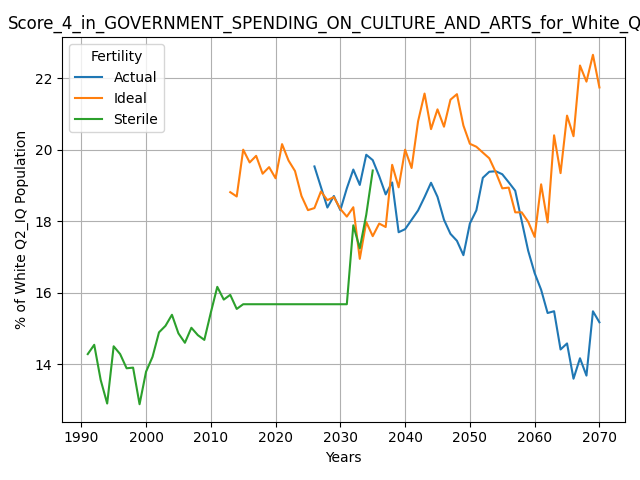 Score_4_in_GOVERNMENT_SPENDING_ON_CULTURE_AND_ARTS_for_White_Q
Fertility
Actual
Ideal
Sterile
% of White Q2_IQ Population
22
20
18
16
14
1990 2000 2010 2020 2030 2040 2050 2060 2070
Years